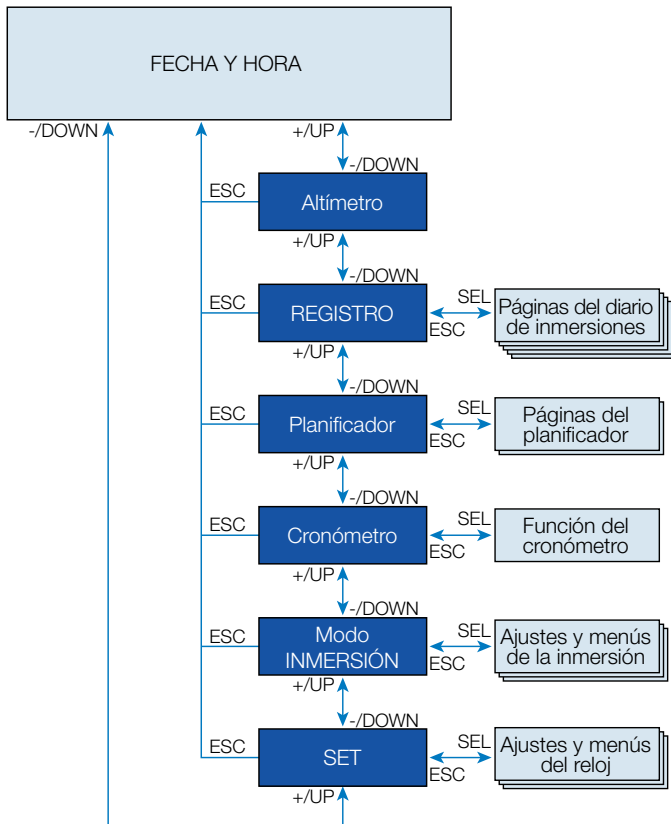 FECHA Y HORA
-/DOWN
+/UP
-/DOWN
ESC
Altímetro
+/UP
-/DOWN
ESC
REGISTRO
SEL
ESC
Páginas del diario
de inmersiones
+/UP
-/DOWN
ESC
Planificador
SEL
ESC
Páginas del
planificador
+/UP
-/DOWN
ESC
Cronómetro
SEL
ESC
Función del
cronómetro
+/UP
-/DOWN
ESC
Modo
INMERSIÓN
SEL
ESC
Ajustes y menús
de la inmersión
+/UP
-/DOWN
ESC
SET
SEL
ESC
Ajustes y menús
del reloj
+/UP